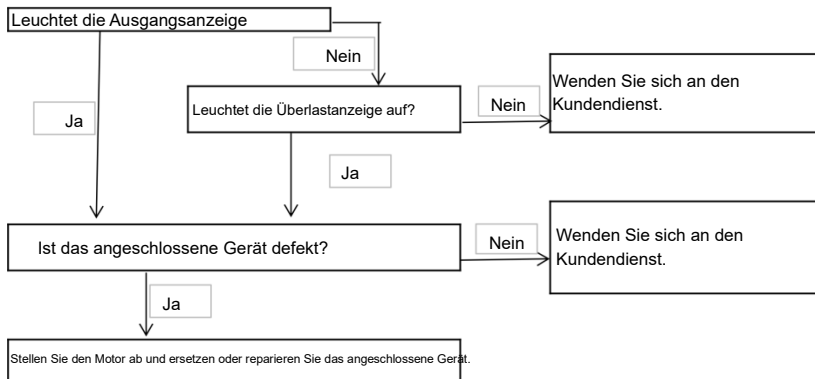 Leuchtet die Ausgangsanzeige
Nein
Ja
Leuchtet die Überlastanzeige auf?
Nein
Wenden Sie sich an den
Kundendienst.
Ja
Ist das angeschlossene Gerät defekt?
Nein
Wenden Sie sich an den
Kundendienst.
Ja
Stellen Sie den Motor ab und ersetzen oder reparieren Sie das angeschlossene Gerät.